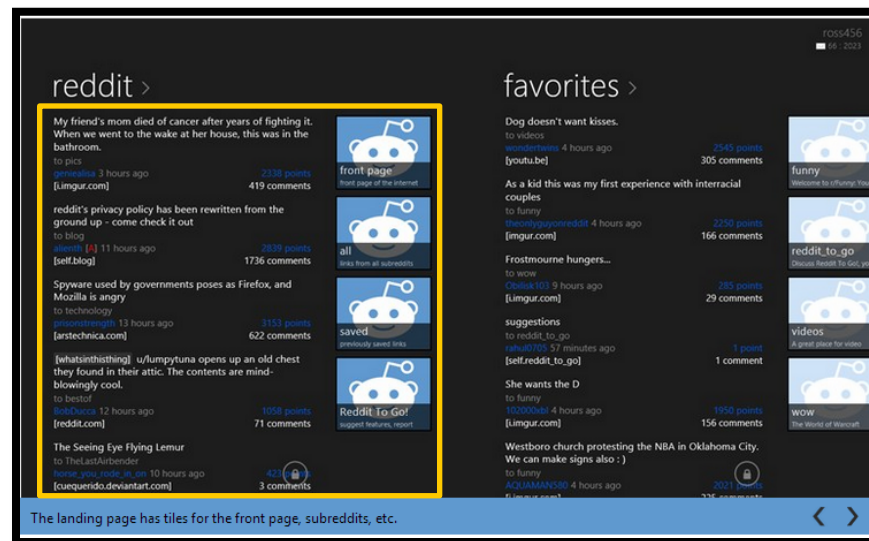 ross456
66 : 2023
reddit >
My friend's mom died of cancer after years of fighting it.
When we went to the wake at her house, this was in the
bathroom.
to pics
geniealisa 3 hours ago 2338 points
[i.imgur.com] 419 comments
reddit's privacy policy has been rewritten from the
ground up - come check it out
to blog
alienth [A] 11 hours ago 2839 points
[self.blog] 1736 comments
Spyware used by governments poses as Firefox, and
Mozilla is angry
to technology
prisonstrength 13 hours ago 3153 points
[arstechnica.com] 622 comments
[whatsinthisthing] u/lumpytuna opens up an old chest
they found in their attic. The contents are mind-
blowingly cool.
to bestof
BobDucca 12 hours ago 1058 points
[reddit.com] 71 comments
The Seeing Eye Flying Lemur
to TheLastAirbender
horse_you_rode_in_on 10 hours ago 423
[cuequerido.deviantart.com] 3 comments
front page
front page of the internet
all
links from all subreddits
saved
previously saved links
Reddit To Go!
suggest features, report
favorites >
Dog doesn't want kisses.
to videos
wondertwins 4 hours ago 2545 points
[youtu.be] 305 comments
As a kid this was my first experience with interracial
couples
to funny
theonlyguyonreddit 4 hours ago 2250 points
[imgur.com] 166 comments
Frostmourne hungers...
to wow
Obilisk103 9 hours ago 285 points
[i.imgur.com] 29 comments
suggestions
to reddit_to_go
rahul0705 57 minutes ago 1 point
[self.reddit_to_go] 1 comment
She wants the D
to funny
102000xbl 4 hours ago 1950 points
[i.imgur.com] 156 comments
Westboro church protesting the NBA in Oklahoma City.
We can make signs also : )
to funny
AQUAMAN580 4 hours ago 2021 points
[i.imgur.com] 225 comments
funny
Welcome to r/Funny: You
reddit_to_go
Discuss Reddit To Go!, yo
videos
A great place for video
wow
The World of Warcraft
The landing page has tiles for the front page, subreddits, etc.